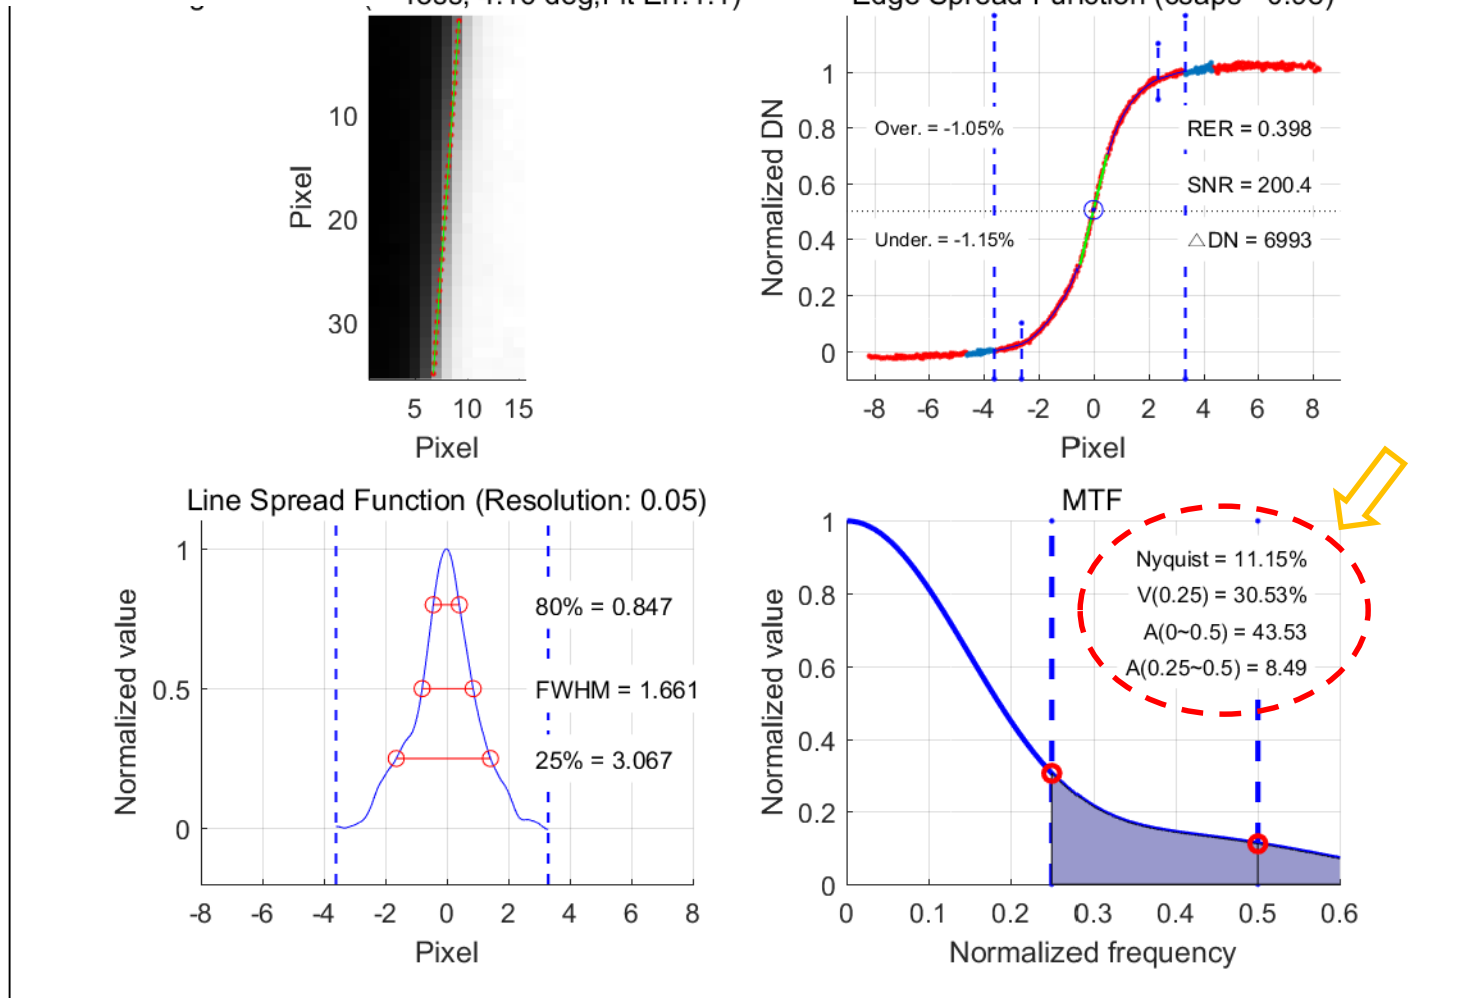 10
20
30
Pixel
5 10 15
Pixel
1
0.8
0.6
0.4
0.2
0
Normalized DN
Over. = -1.05%
Under. = -1.15%
RER = 0.398
SNR = 200.4
△DN = 6993
-8 -6 -4 -2 0 2 4 6 8
Pixel
Line Spread Function (Resolution: 0.05)
1
0.5
0
Normalized value
80% = 0.847
FWHM = 1.661
25% = 3.067
-8 -6 -4 -2 0 2 4 6 8
Pixel
MTF
1
0.8
0.6
0.4
0.2
0
Normalized value
Nyquist = 11.15%
V(0.25) = 30.53%
A(0~0.5) = 43.53
A(0.25~0.5) = 8.49
0 0.1 0.2 0.3 0.4 0.5 0.6
Normalized frequency